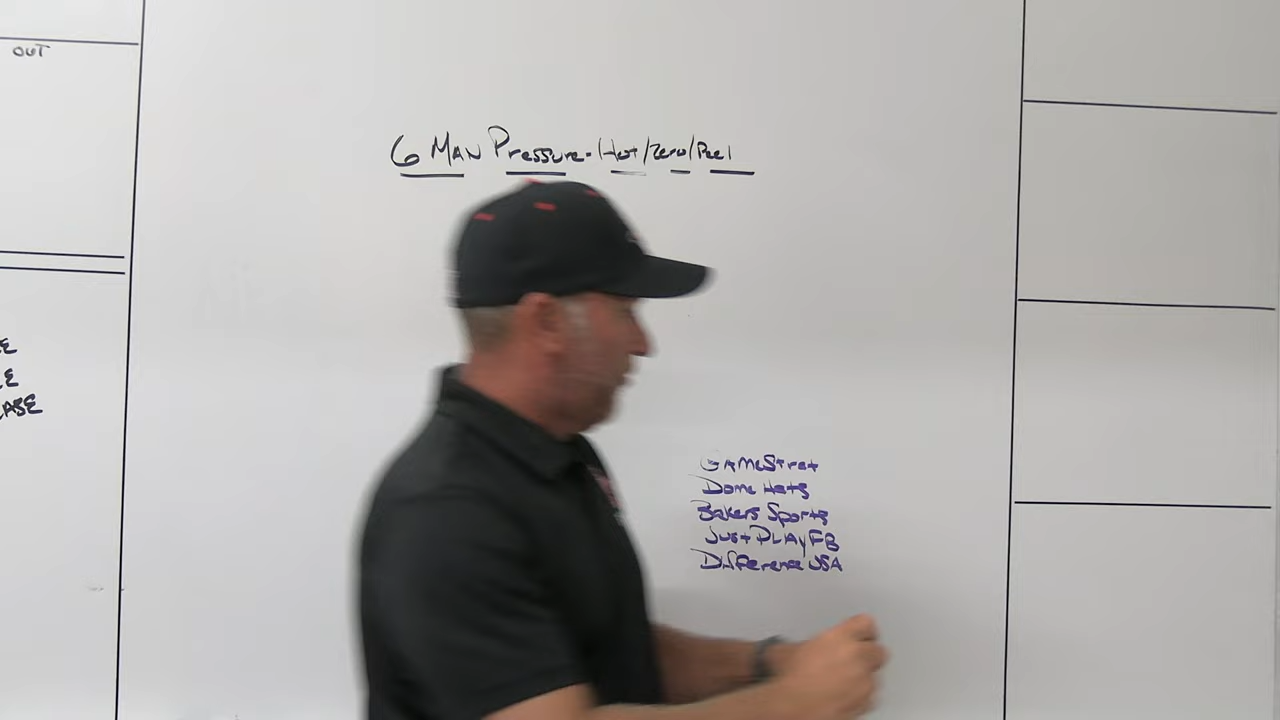 OUT
6 MAN Pressure-Hot/Zero/Peel
GAMeStrat
Dome Hats
Bakers Sports
Just PLAY FB
Difference USA